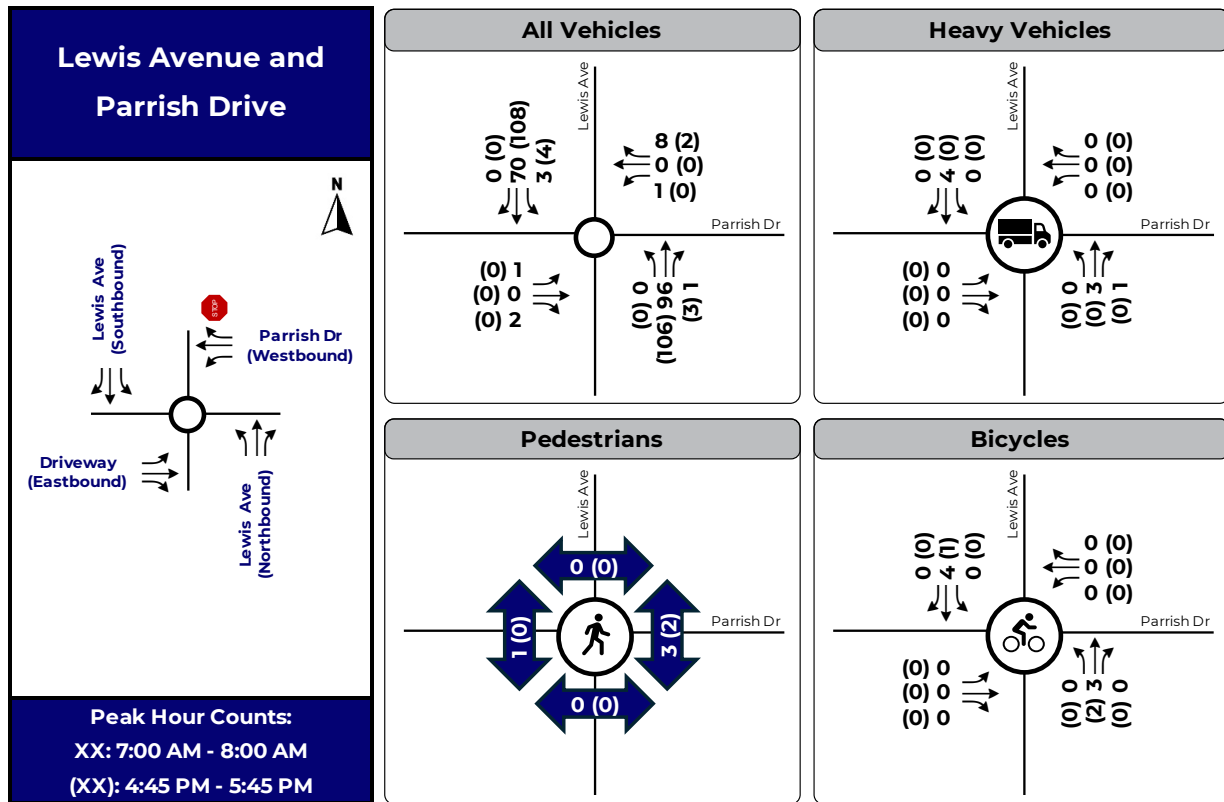 Lewis Avenue and
Parrish Drive
N
Lewis Ave
(Southbound)
STOP
Parrish Dr
(Westbound)
Driveway
(Eastbound)
Lewis Ave
(Northbound)
Peak Hour Counts:
XX: 7:00 AM - 8:00 AM
(XX): 4:45 PM - 5:45 PM
All Vehicles
Lewis Ave
0 (0)
70 (108)
3 (4)
8 (2)
0 (0)
1 (0)
Parrish Dr
(0) 1
(0) 0
(0) 2
(0) 0
(106) 96
(3) 1
Heavy Vehicles
Lewis Ave
0 (0)
4 (0)
0 (0)
0 (0)
0 (0)
0 (0)
Parrish Dr
(0) 0
(0) 0
(0) 0
(0) 0
(0) 3
(0) 1
Pedestrians
Lewis Ave
0 (0)
1 (0)
3 (2)
Parrish Dr
0 (0)
Bicycles
Lewis Ave
0 (0)
4 (1)
0 (0)
0 (0)
0 (0)
0 (0)
Parrish Dr
(0) 0
(0) 0
(0) 0
(0) 0
(2) 3
(0) 0